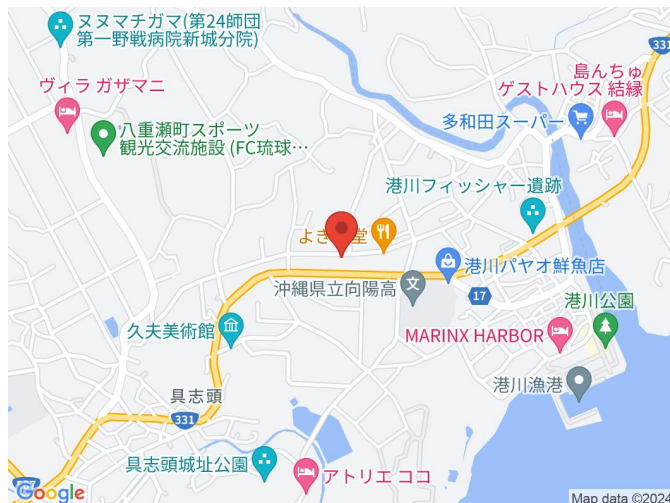 ヌヌマチガマ(第24師団
第一野戦病院新城分院)
331
ヴィラ ガザマニ
島んちゅ
ゲストハウス 結縁
多和田スーパー
八重瀬町スポーツ
観光交流施設 (FC琉球…
港川フィッシャー遺跡
よき
堂
港川パヤオ鮮魚店
沖縄県立向陽高
17
港川公園
久夫美術館
MARINX HARBOR
港川漁港
具志頭
331
具志頭城址公園
アトリエ ココ
Google
Map data ©2024